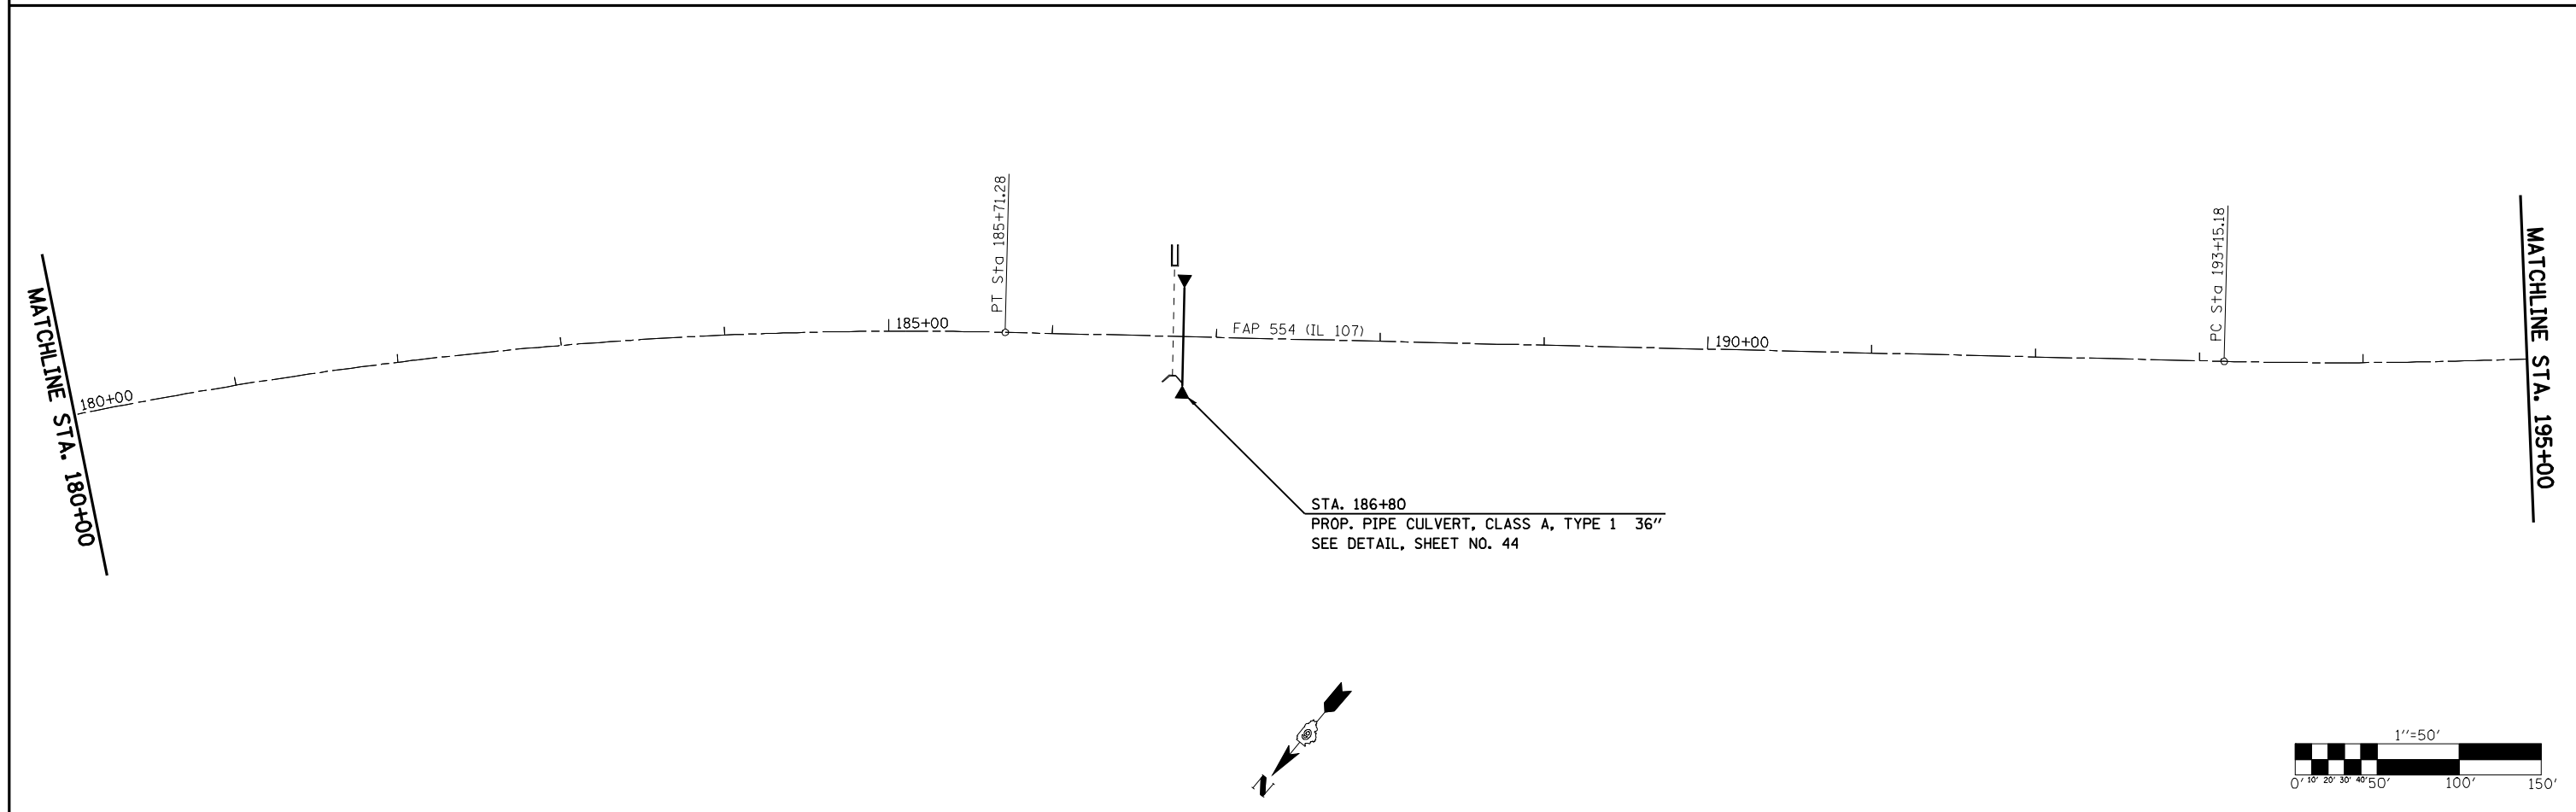 MATCHLINE STA. 180+00
180+00
185+00
PT Sta 185+71.28
FAP 554 (IL 107)
190+00
PC Sta 193+15.18
MATCHLINE STA. 195+00
STA. 186+80
PROP. PIPE CULVERT, CLASS A, TYPE 1 36"
SEE DETAIL, SHEET NO. 44
N
1"=50'
0' 10' 20' 30' 40' 50' 100' 150'